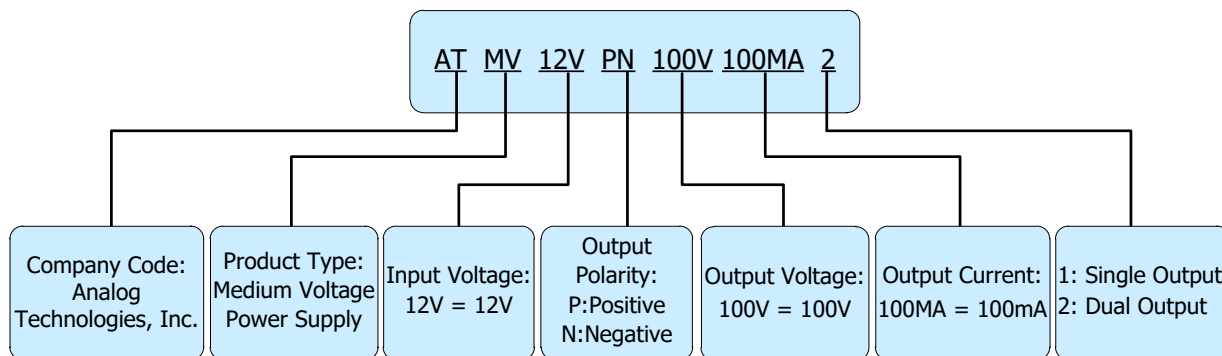 AT MV 12V PN 100V 100MA 2
Company Code:
Analog
Technologies, Inc.
Product Type:
Medium Voltage
Power Supply
Input Voltage:
12V = 12V
Output
Polarity:
P:Positive
N:Negative
Output Voltage:
100V = 100V
Output Current:
100MA = 100mA
1: Single Output
2: Dual Output